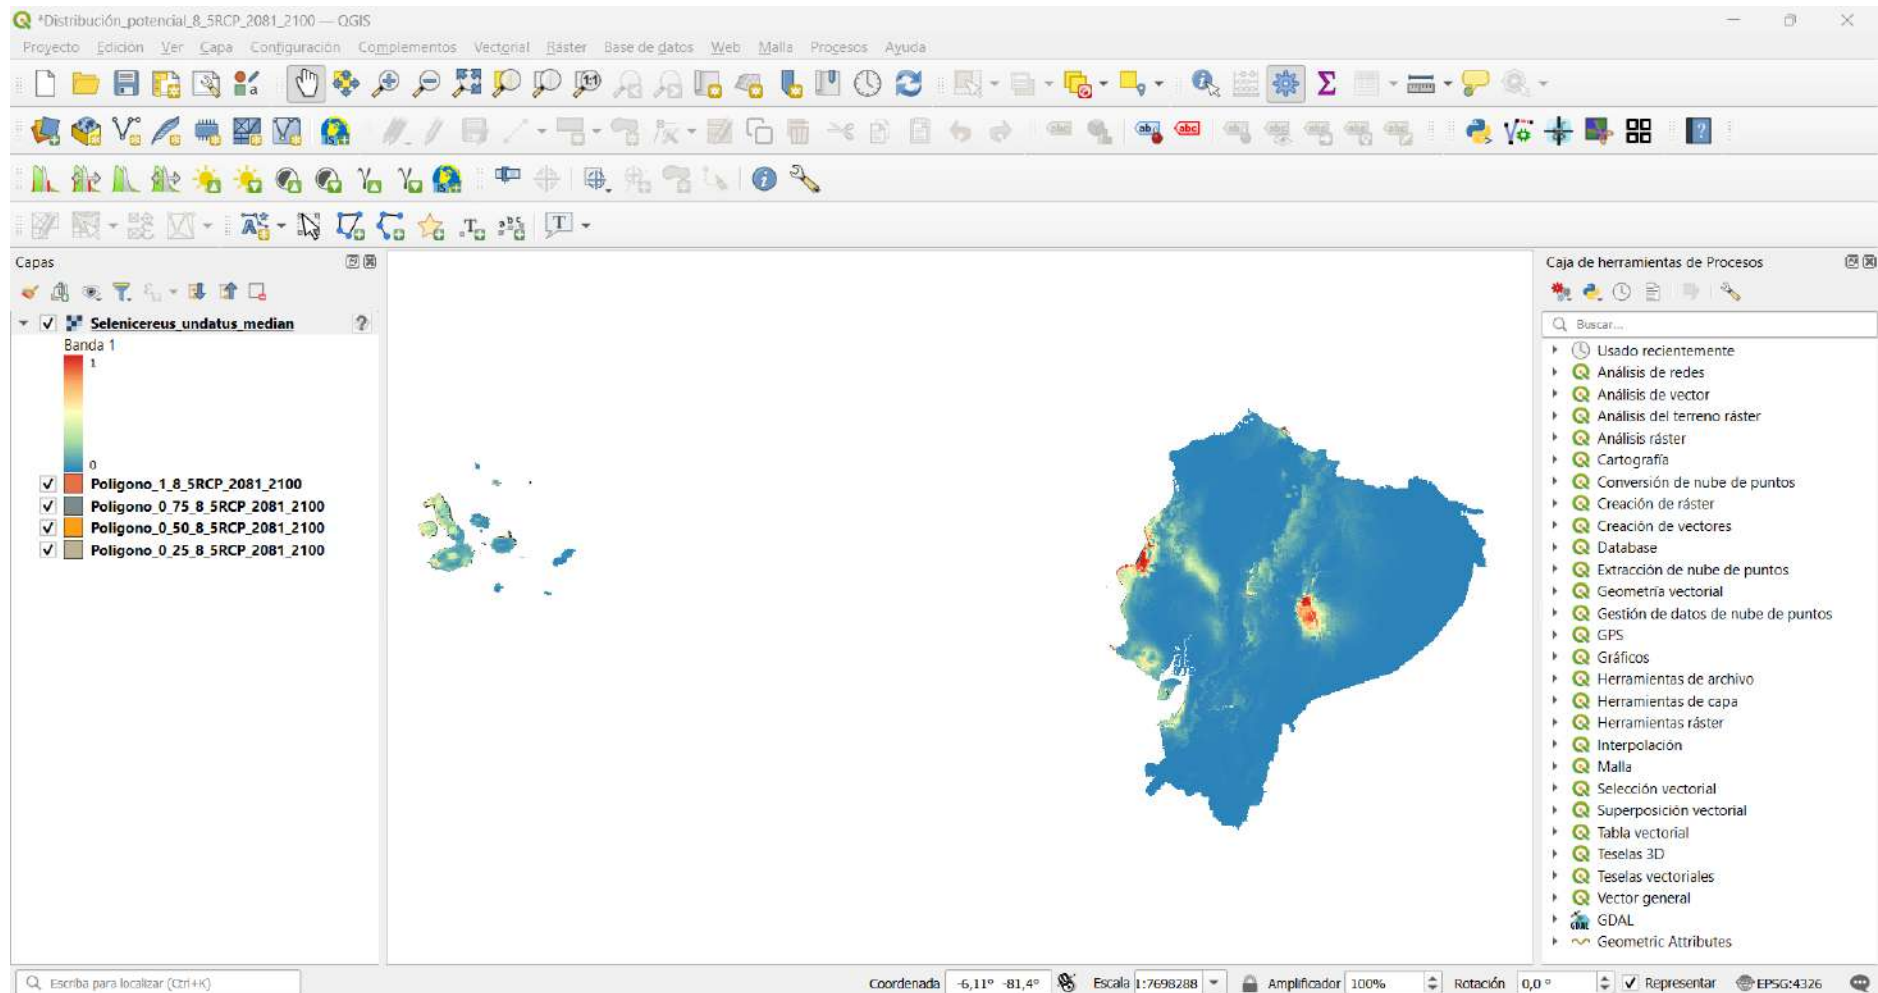 *Distribución_potencial_8_5RCP_2081_2100 — QGIS
Proyecto Edición Ver Capa Configuración Complementos Vectorial Ráster Base de datos Web Malla Procesos Ayuda
Capas
Selenicereus_undatus_median
Banda 1
1
0
Poligono_1_8_5RCP_2081_2100
Poligono_0_75_8_5RCP_2081_2100
Poligono_0_50_8_5RCP_2081_2100
Poligono_0_25_8_5RCP_2081_2100
Caja de herramientas de Procesos
Buscar...
Usado recientemente
Análisis de redes
Análisis de vector
Análisis del terreno ráster
Análisis ráster
Cartografía
Conversión de nube de puntos
Creación de ráster
Creación de vectores
Database
Extracción de nube de puntos
Geometría vectorial
Gestión de datos de nube de puntos
GPS
Gráficos
Herramientas de archivo
Herramientas de capa
Herramientas ráster
Interpolación
Malla
Selección vectorial
Superposición vectorial
Tabla vectorial
Teselas 3D
Teselas vectoriales
Vector general
GDAL
Geometric Attributes
Escriba para localizar (Ctrl+K)
Coordenada -6,11° -81,4° Escala 1:7698288 Amplificador 100% Rotación 0,0 ° Representar EPSG:4326